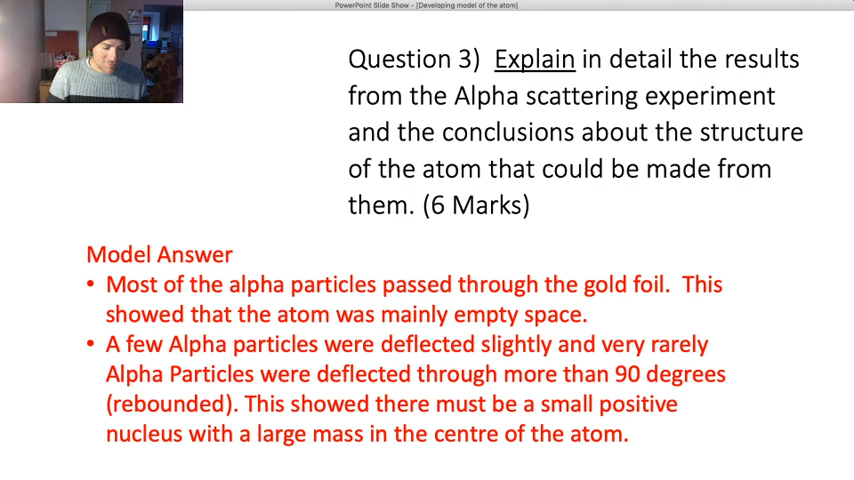 PowerPoint Slide Show - [Developing model of the atom]
Question 3)  Explain in detail the results
from the Alpha scattering experiment
and the conclusions about the structure
of the atom that could be made from
them. (6 Marks)
Model Answer
• Most of the alpha particles passed through the gold foil.  This
showed that the atom was mainly empty space.
• A few Alpha particles were deflected slightly and very rarely
Alpha Particles were deflected through more than 90 degrees
(rebounded). This showed there must be a small positive
nucleus with a large mass in the centre of the atom.